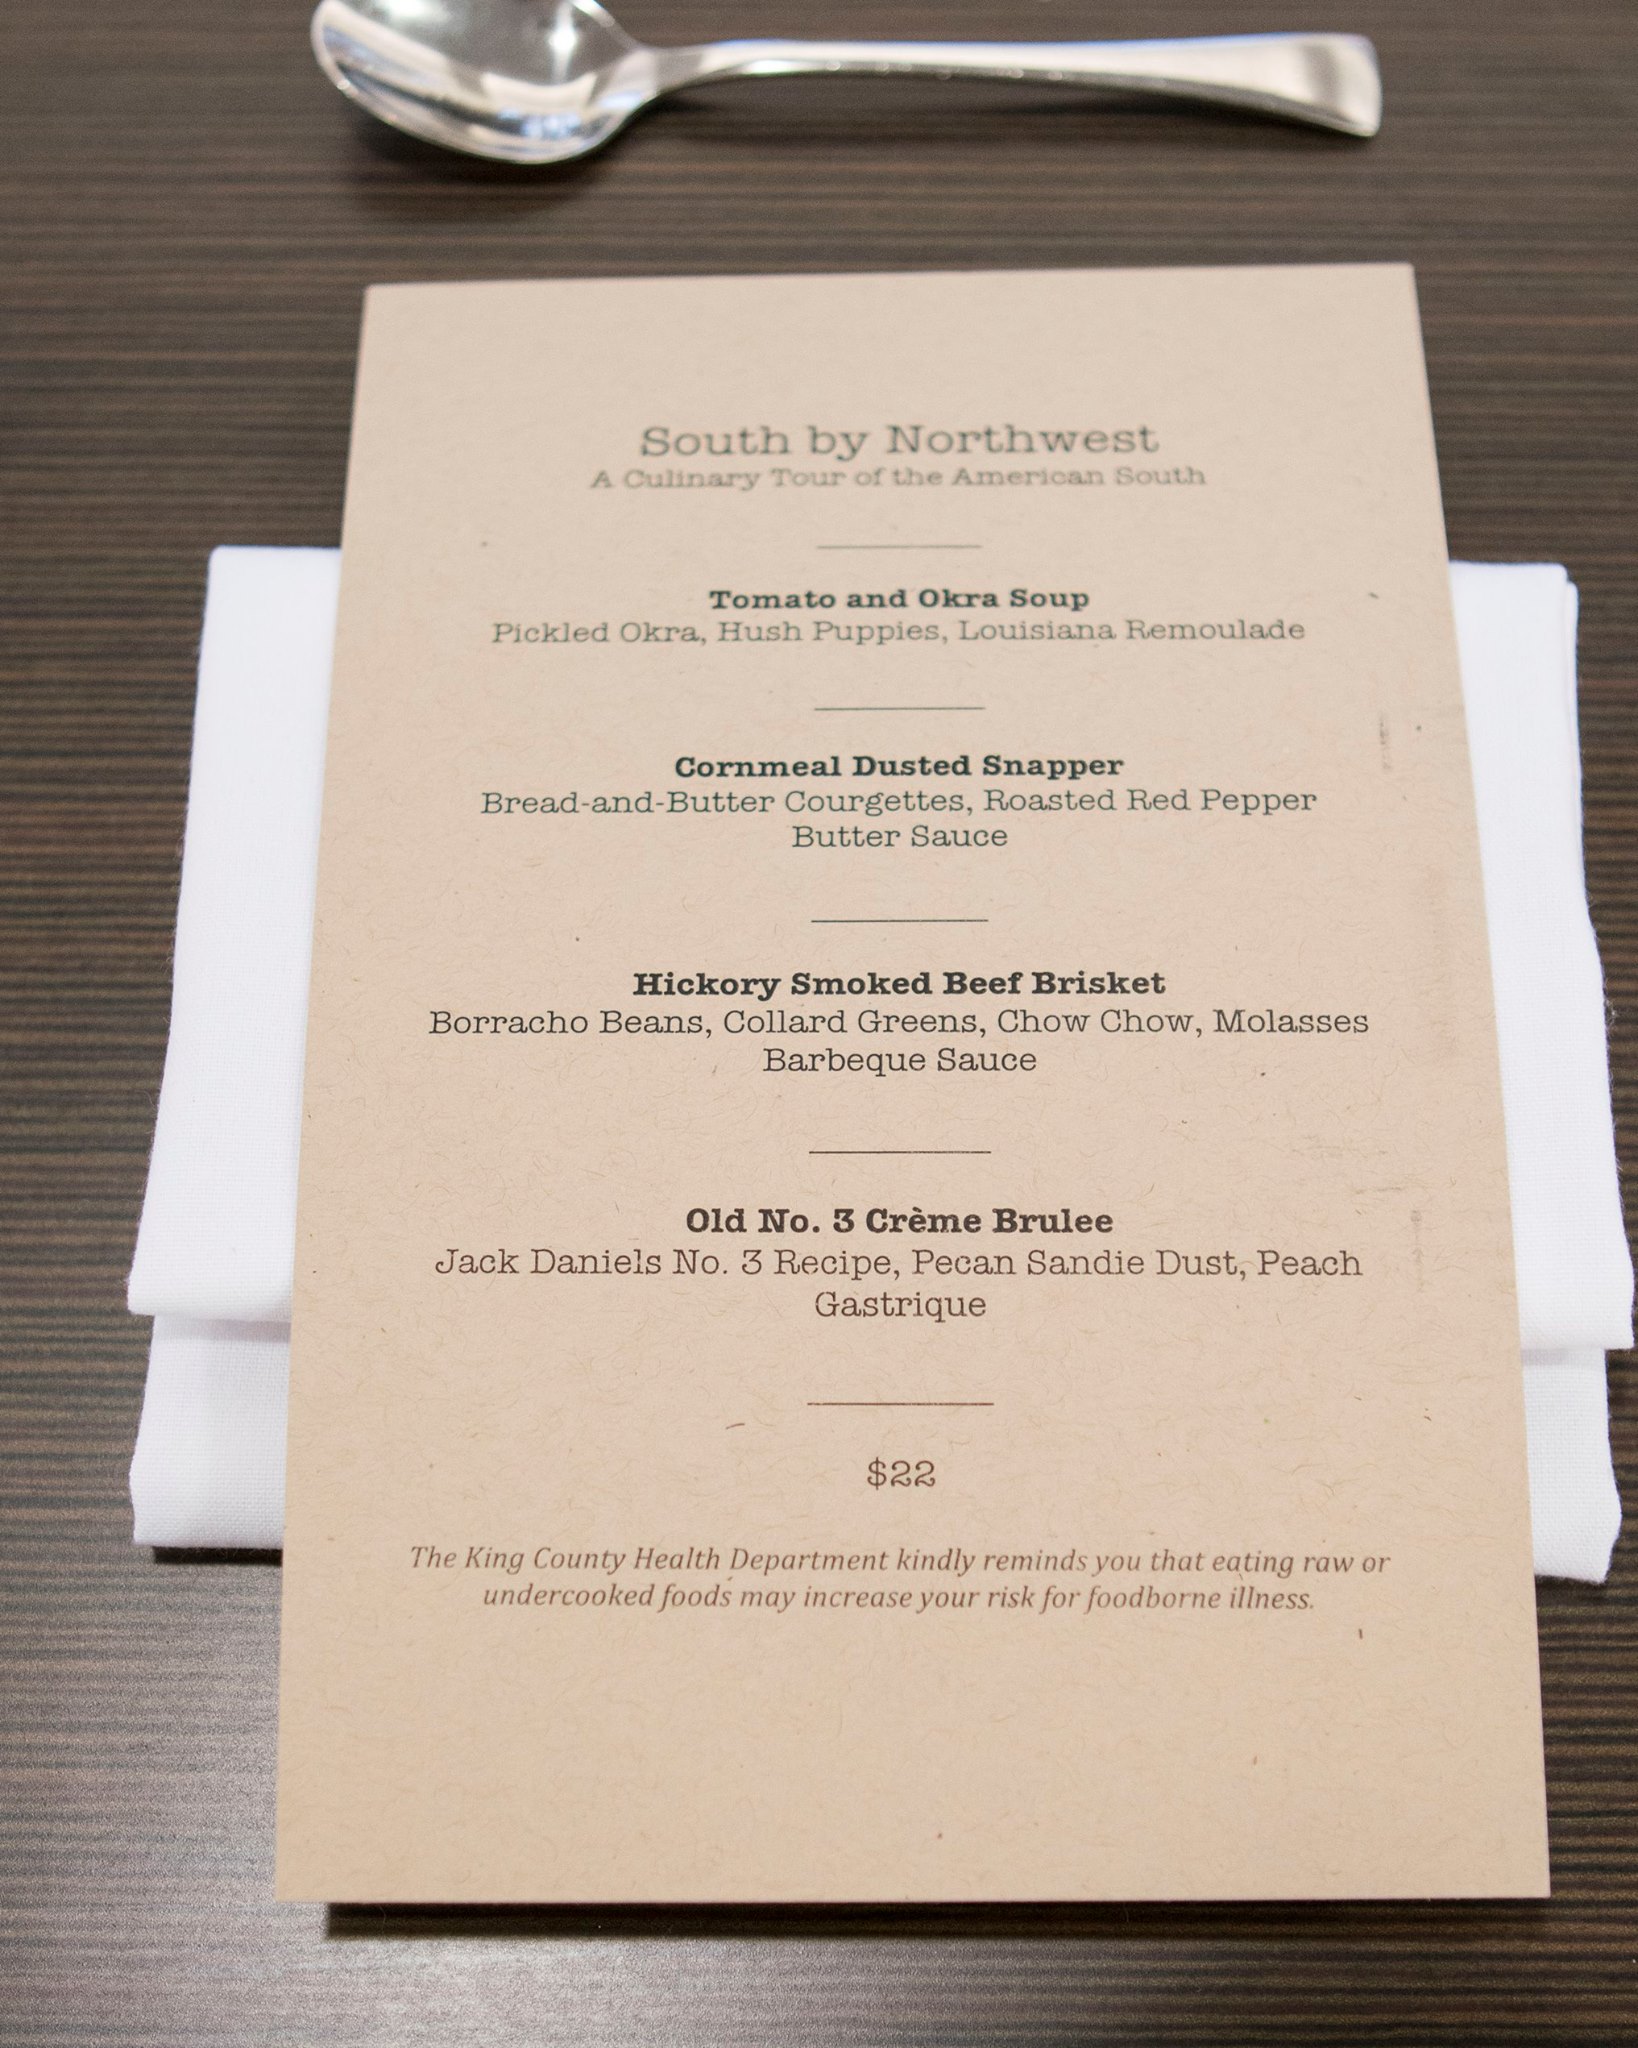 South by Northwest
A Culinary Tour of the American South
Tomato and Okra Soup
Pickled Okra, Hush Puppies, Louisiana Remoulade
Cornmeal Dusted Snapper
Bread-and-Butter Courgettes, Roasted Red Pepper
Butter Sauce
Hickory Smoked Beef Brisket
Borracho Beans, Collard Greens, Chow Chow, Molasses
Barbeque Sauce
Old No. 3 Crème Brulee
Jack Daniels No. 3 Recipe, Pecan Sandie Dust, Peach
Gastrique
$22
The King County Health Department kindly reminds you that eating raw or
undercooked foods may increase your risk for foodborne illness.